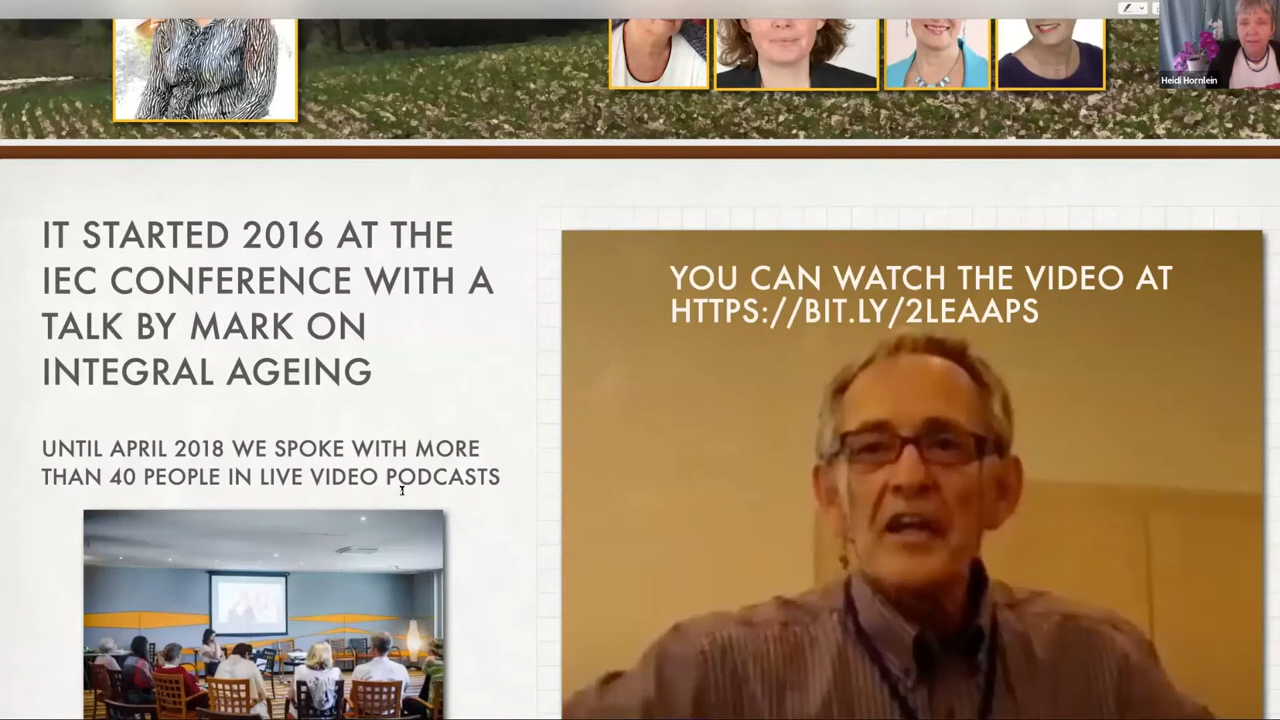 Heidi Hornlein
IT STARTED 2016 AT THE
IEC CONFERENCE WITH A
TALK BY MARK ON
INTEGRAL AGEING
UNTIL APRIL 2018 WE SPOKE WITH MORE
THAN 40 PEOPLE IN LIVE VIDEO PODCASTS
YOU CAN WATCH THE VIDEO AT
HTTPS://BIT.LY/2LEAAPS